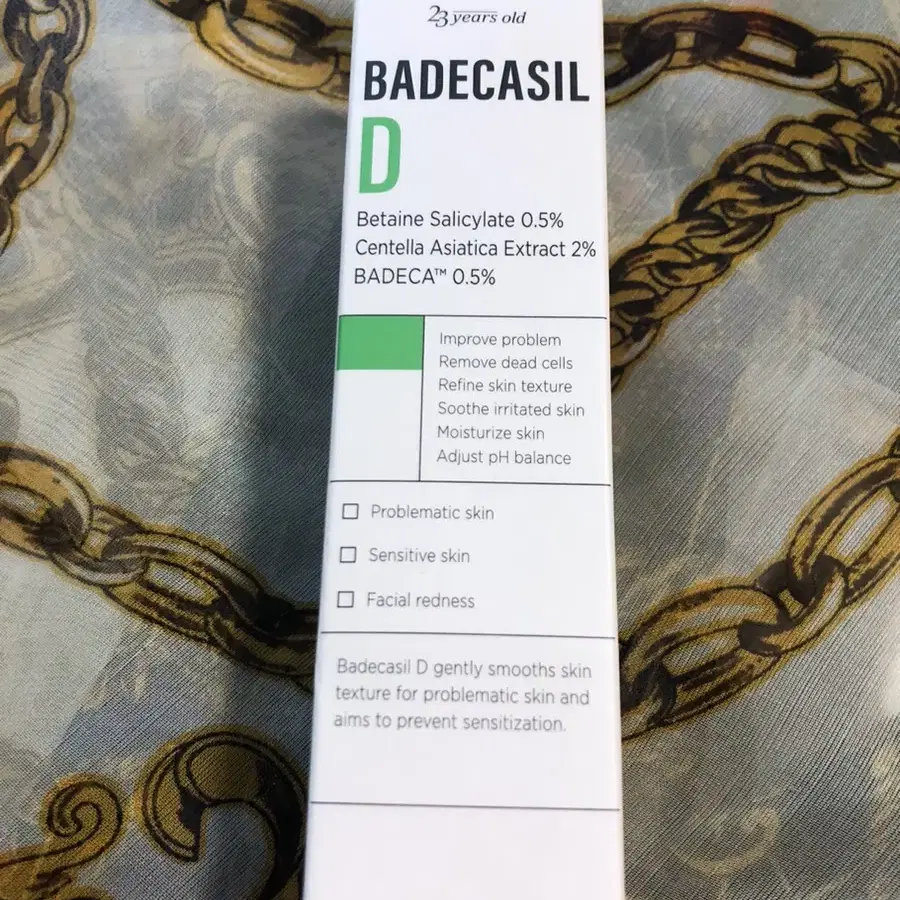 23 years old
BADECASIL
D
Betaine Salicylate 0.5%
Centella Asiatica Extract 2%
BADECA™ 0.5%
Improve problem
Remove dead cells
Refine skin texture
Soothe irritated skin
Moisturize skin
Adjust pH balance
Problematic skin
Sensitive skin
Facial redness
Badecasil D gently smooths skin
texture for problematic skin and
aims to prevent sensitization.